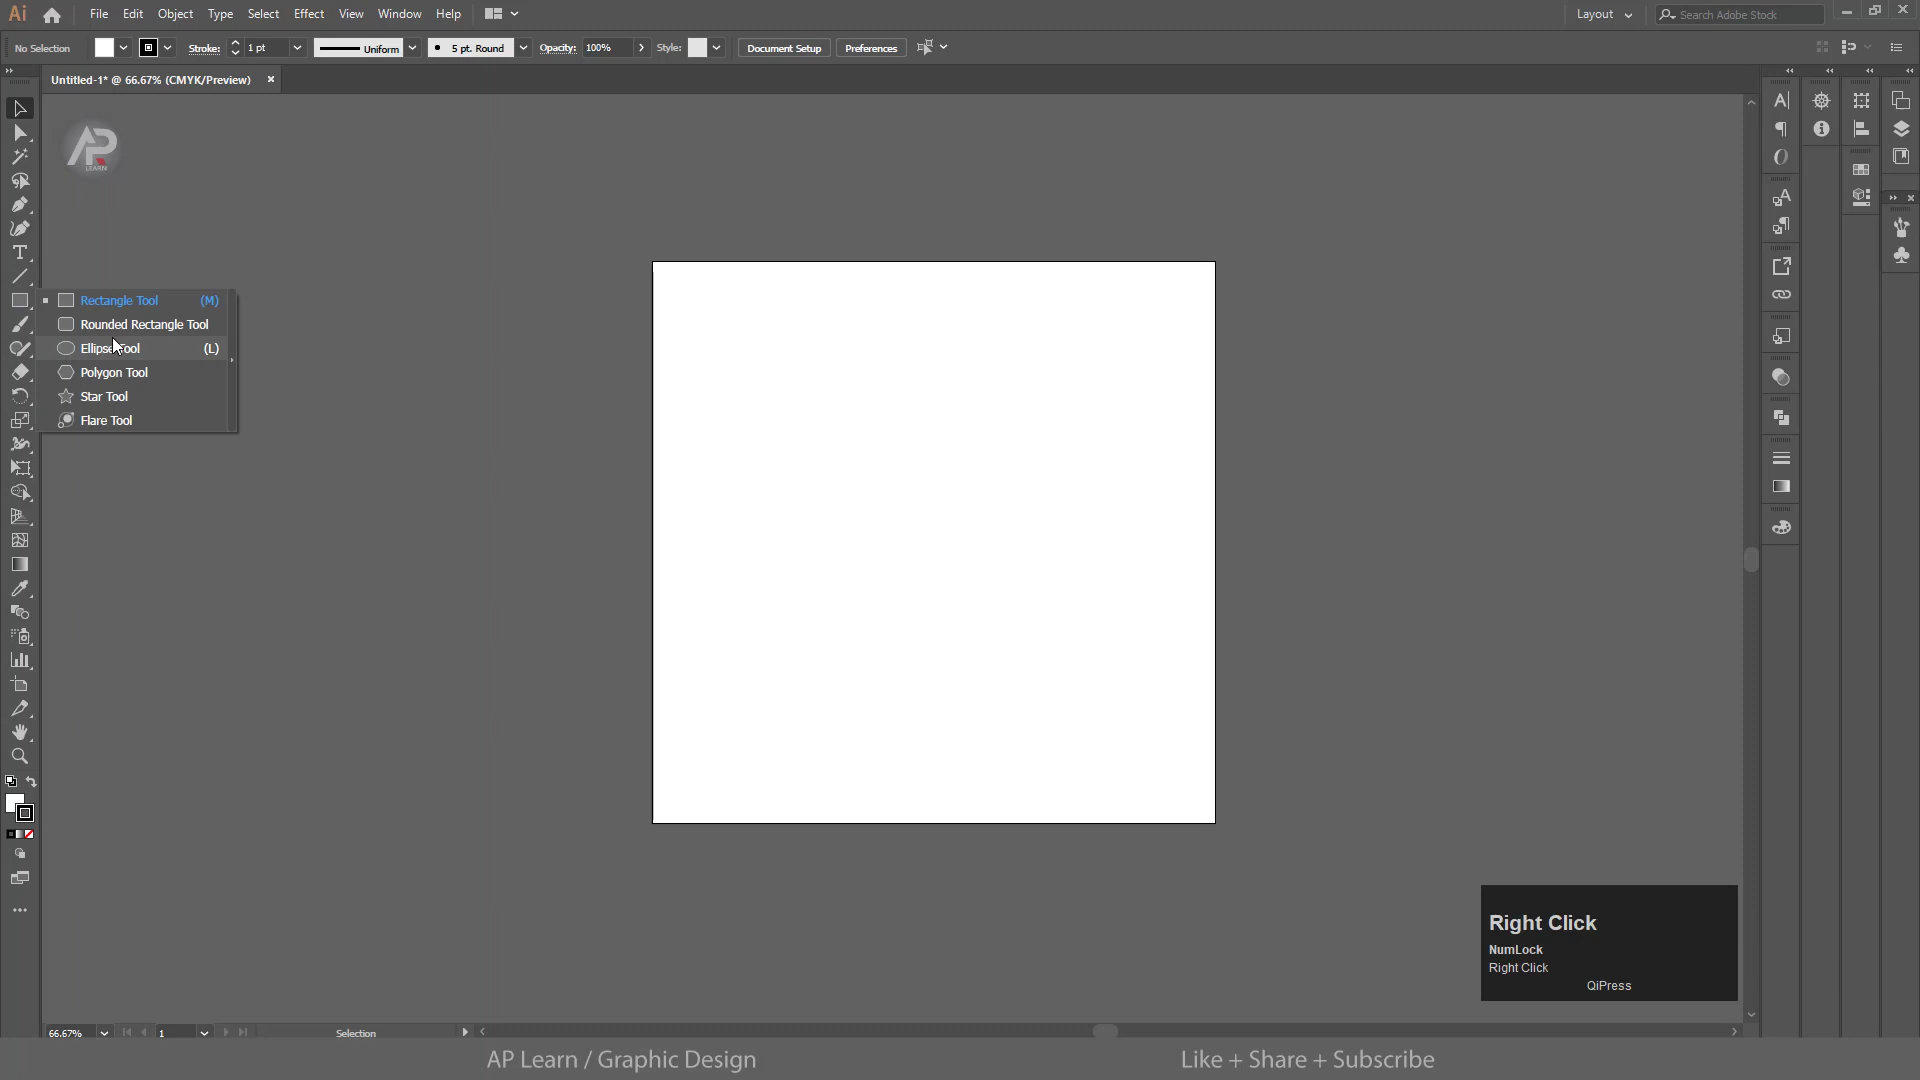 Ai File Edit Object Type Select Effect View Window Help Layout Search Adobe Stock
No Selection Stroke: 1 pt Uniform 5 pt. Round Opacity: 100% Style: Document Setup Preferences
Untitled-1* @ 66.67% (CMYK/Preview)
AP
LEARN
Rectangle Tool (M)
Rounded Rectangle Tool
Ellipse Tool (L)
Polygon Tool
Star Tool
Flare Tool
Right Click
NumLock
Right Click
QiPress
66.67% 1 Selection
AP Learn / Graphic Design Like + Share + Subscribe